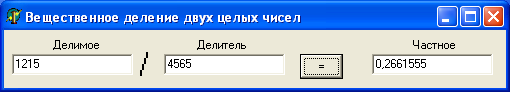 Вещественное деление двух целых чисел
Делимое Делитель Частное
1215 / 4565 = 0,2661555